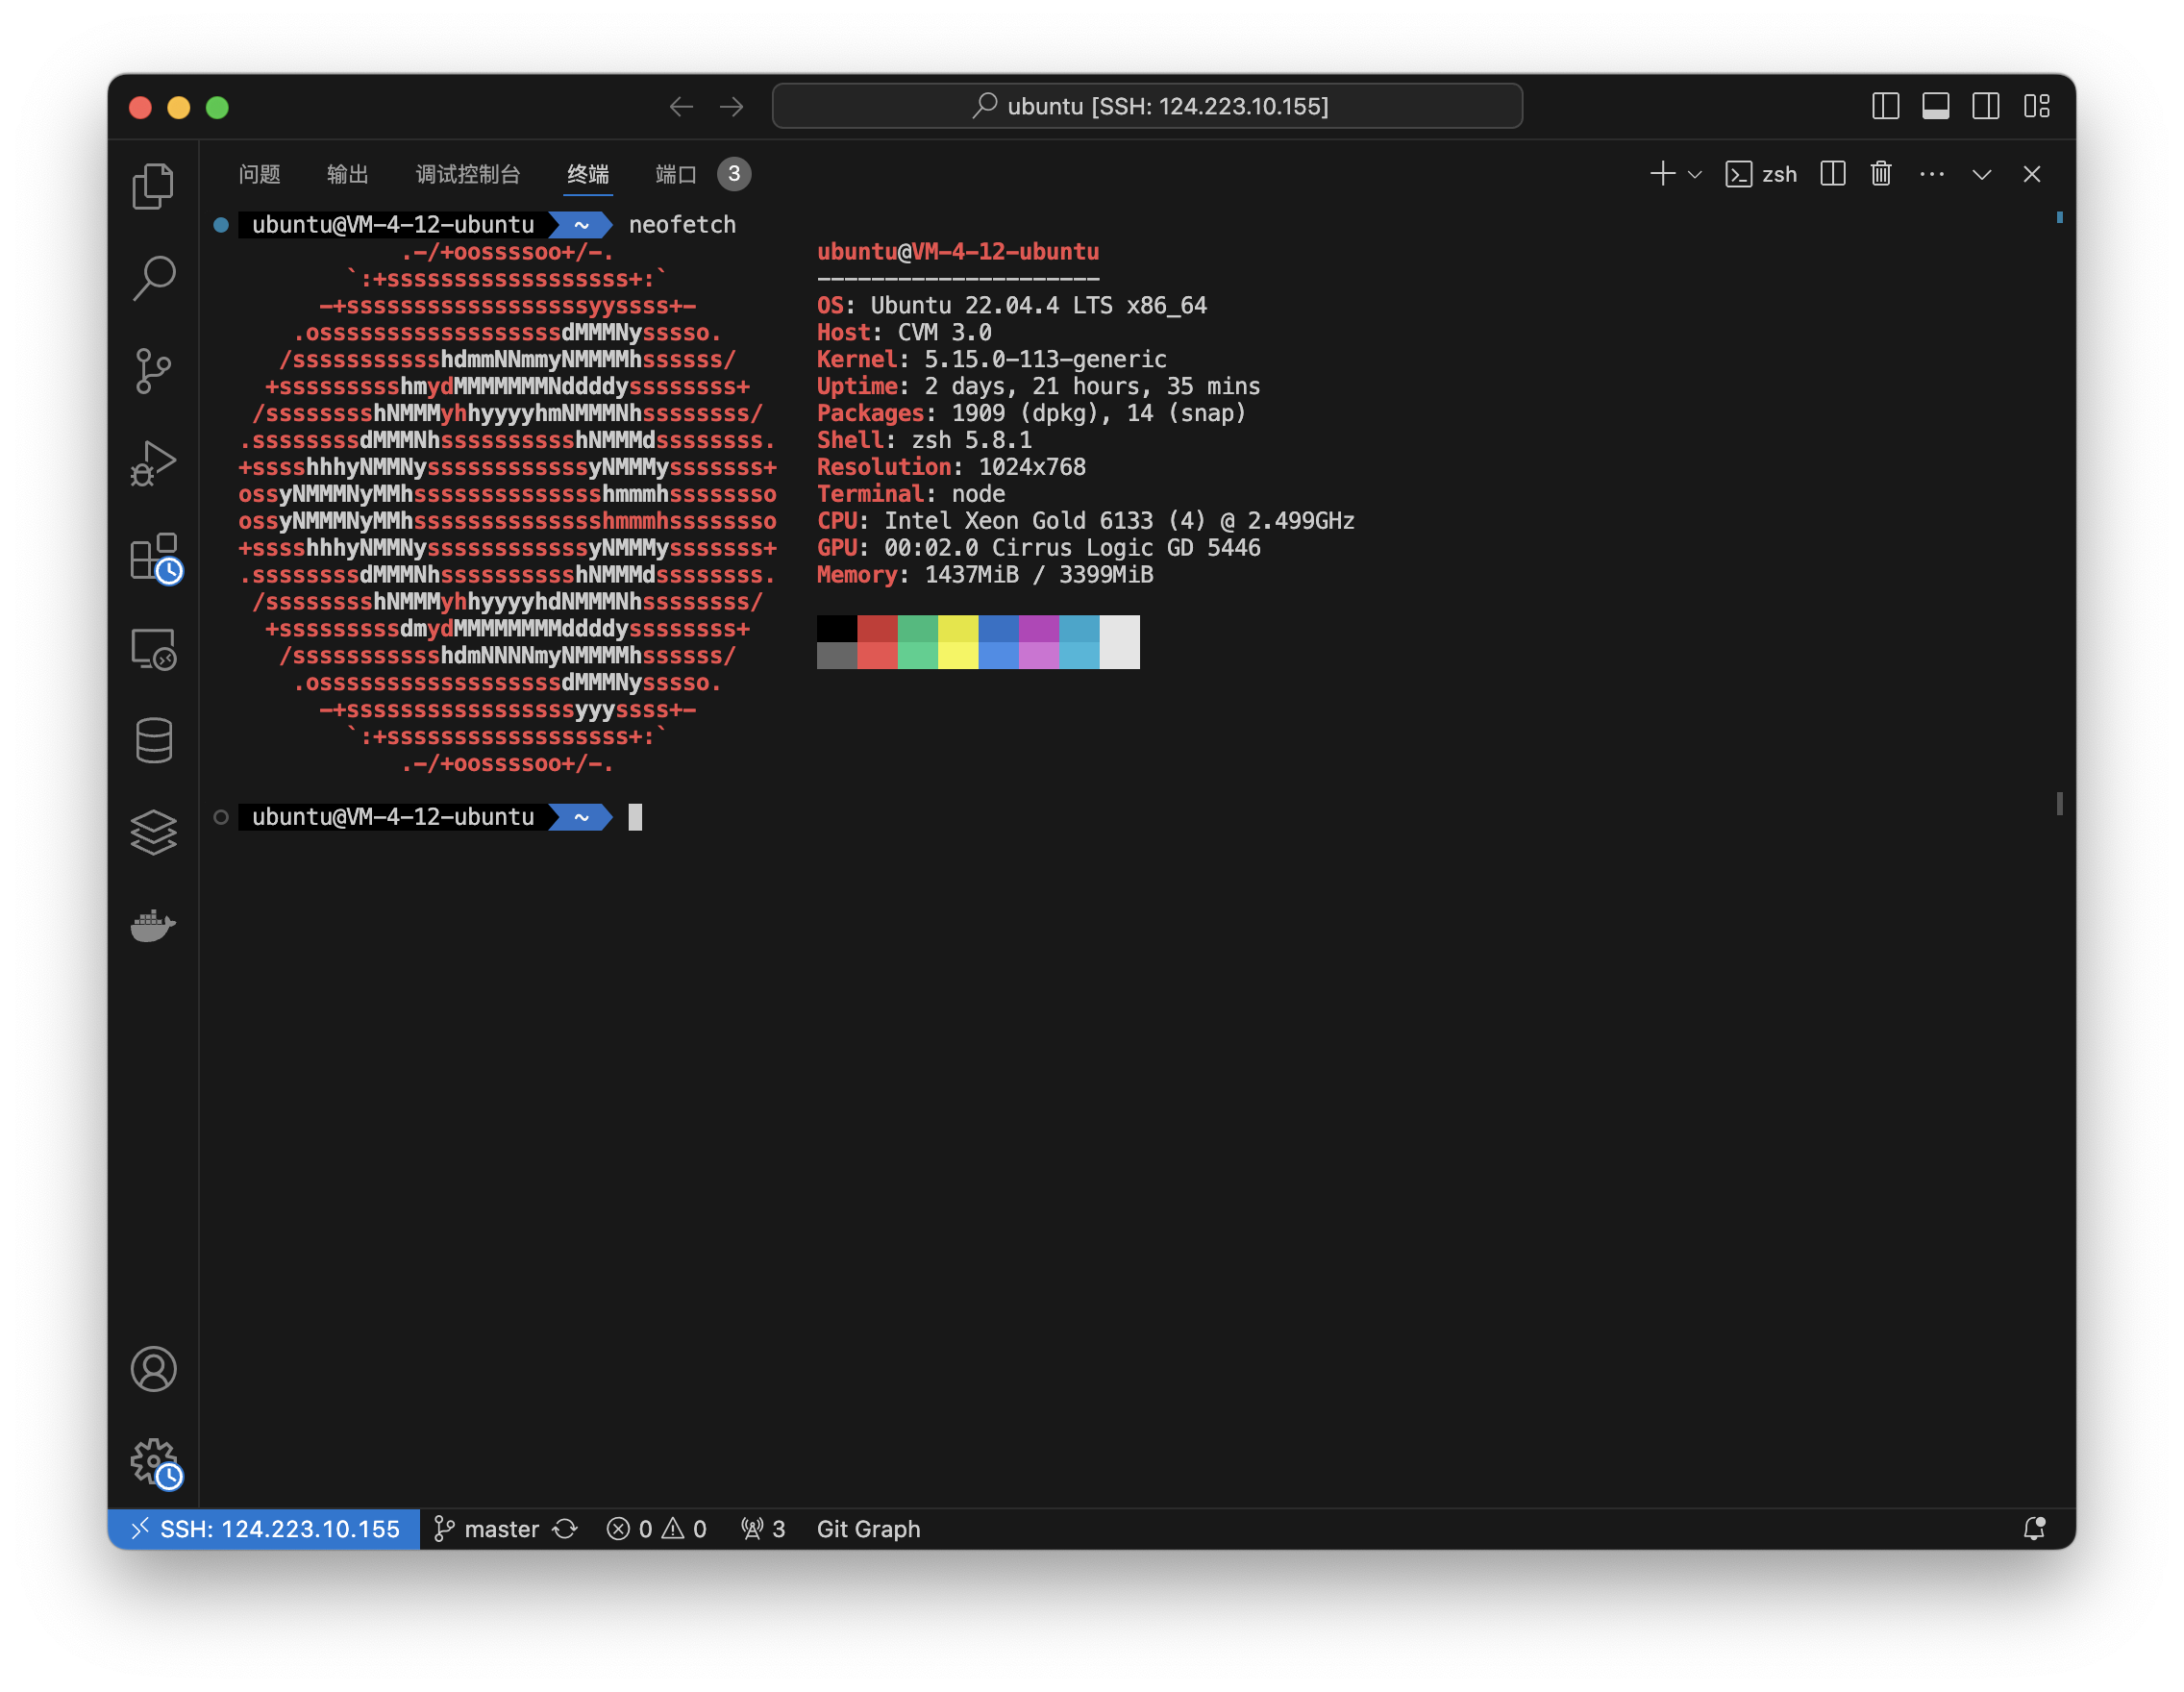 ubuntu [SSH: 124.223.10.155]
问题 输出 调试控制台 终端 端口 3 zsh
ubuntu@VM-4-12-ubuntu ~ neofetch
.-/+oossssoo+/-. ubuntu@VM-4-12-ubuntu
`:+ssssssssssssssssss+:` ---------------------
-+ssssssssssssssssssyyssss+- OS: Ubuntu 22.04.4 LTS x86_64
.ossssssssssssssssssdMMMNysssso. Host: CVM 3.0
/ssssssssssshdmmNNmmyNMMMMhssssss/ Kernel: 5.15.0-113-generic
+ssssssssshmydMMMMMMMNddddyssssssss+ Uptime: 2 days, 21 hours, 35 mins
/sssssssshNMMMyhhyyyyhmNMMMNhssssssss/ Packages: 1909 (dpkg), 14 (snap)
.ssssssssdMMMNhsssssssssshNMMMdssssssss. Shell: zsh 5.8.1
+sssshhhyNMMNyssssssssssssyNMMMysssssss+ Resolution: 1024x768
ossyNMMMNyMMhsssssssssssssshmmmhssssssso Terminal: node
ossyNMMMNyMMhsssssssssssssshmmmhssssssso CPU: Intel Xeon Gold 6133 (4) @ 2.499GHz
+sssshhhyNMMNyssssssssssssyNMMMysssssss+ GPU: 00:02.0 Cirrus Logic GD 5446
.ssssssssdMMMNhsssssssssshNMMMdssssssss. Memory: 1437MiB / 3399MiB
/sssssssshNMMMyhhyyyyhdNMMMNhssssssss/
+sssssssssdmydMMMMMMMMddddyssssssss+
/ssssssssssshdmNNNNmyNMMMMhssssss/
.ossssssssssssssssssdMMMNysssso.
-+sssssssssssssssssyyyssss+-
`:+ssssssssssssssssss+:`
.-/+oossssoo+/-.
ubuntu@VM-4-12-ubuntu ~
SSH: 124.223.10.155 master 0 0 3 Git Graph